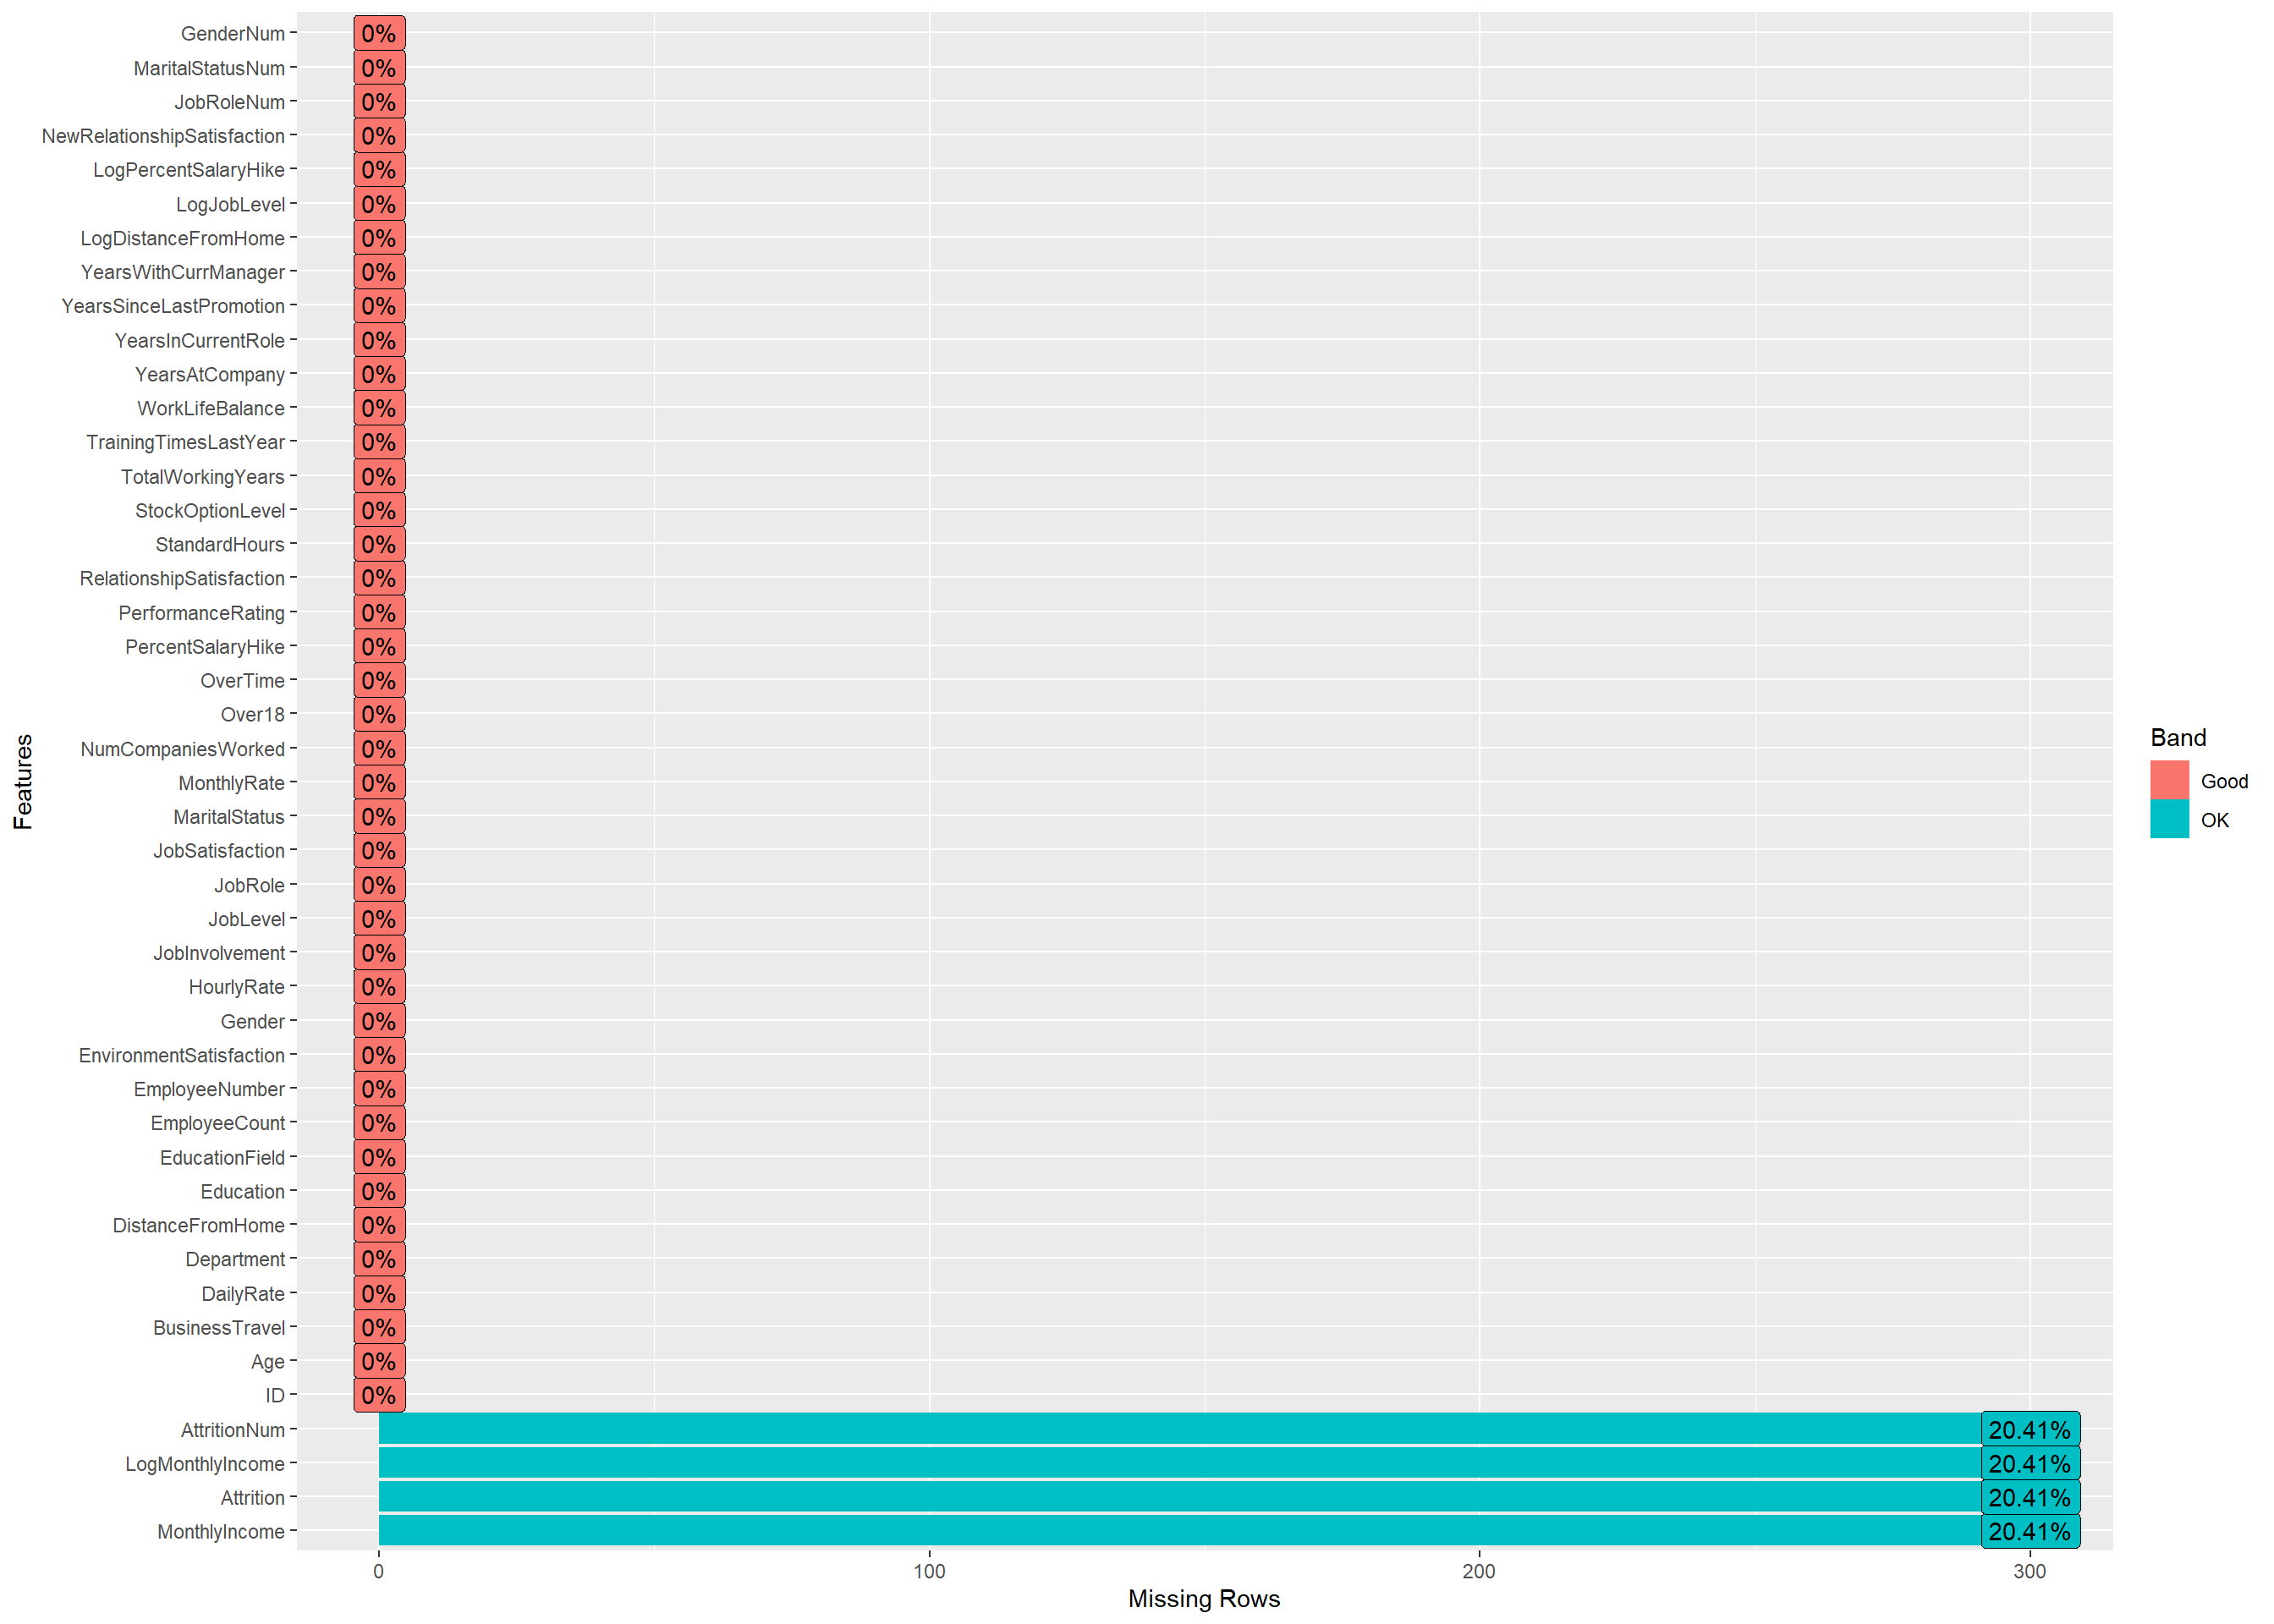 GenderNum 0%
MaritalStatusNum 0%
JobRoleNum 0%
NewRelationshipSatisfaction 0%
LogPercentSalaryHike 0%
LogJobLevel 0%
LogDistanceFromHome 0%
YearsWithCurrManager 0%
YearsSinceLastPromotion 0%
YearsInCurrentRole 0%
YearsAtCompany 0%
WorkLifeBalance 0%
TrainingTimesLastYear 0%
TotalWorkingYears 0%
StockOptionLevel 0%
StandardHours 0%
RelationshipSatisfaction 0%
PerformanceRating 0%
PercentSalaryHike 0%
OverTime 0%
Over18 0%
NumCompaniesWorked 0%
MonthlyRate 0%
MaritalStatus 0%
JobSatisfaction 0%
JobRole 0%
JobLevel 0%
JobInvolvement 0%
HourlyRate 0%
Gender 0%
EnvironmentSatisfaction 0%
EmployeeNumber 0%
EmployeeCount 0%
EducationField 0%
Education 0%
DistanceFromHome 0%
Department 0%
DailyRate 0%
BusinessTravel 0%
Age 0%
ID 0%
AttritionNum 20.41%
LogMonthlyIncome 20.41%
Attrition 20.41%
MonthlyIncome 20.41%
0 100 200 300
Missing Rows
Features
Band
Good
OK